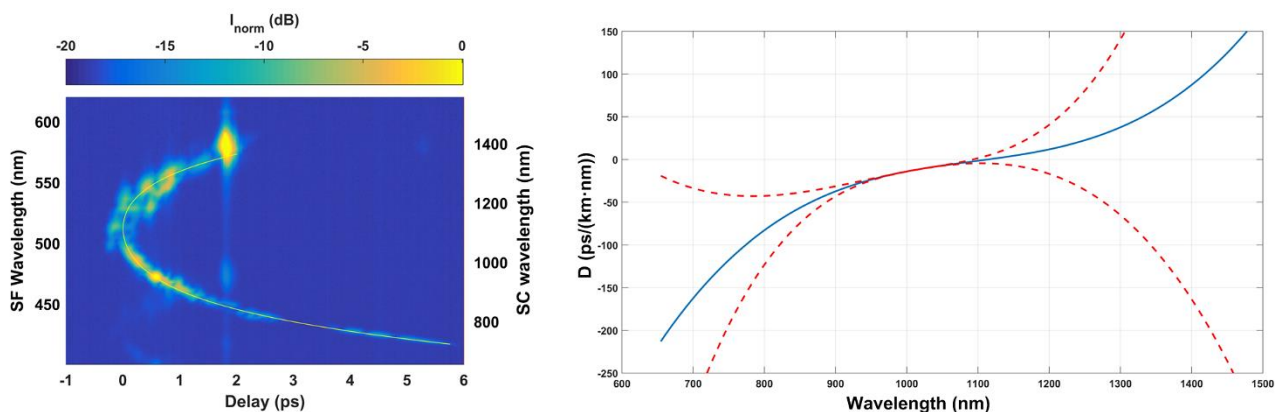 I_norm (dB)
-20 -15 -10 -5 0
SF Wavelength (nm)
600
550
500
450
1400
1200
1000
800
SC wavelength (nm)
-1 0 1 2 3 4 5 6
Delay (ps)
D (ps/(km·nm))
150
100
50
0
-50
-100
-150
-200
-250
600 700 800 900 1000 1100 1200 1300 1400 1500
Wavelength (nm)